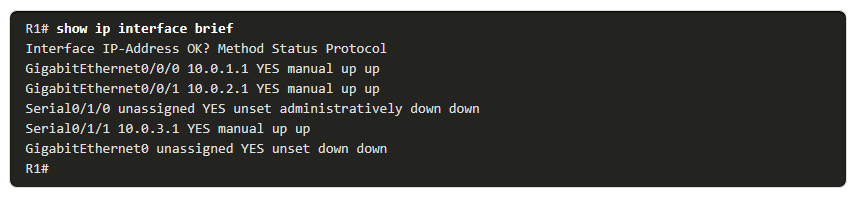 R1# show ip interface brief
Interface IP-Address OK? Method Status Protocol
GigabitEthernet0/0/0 10.0.1.1 YES manual up up
GigabitEthernet0/0/1 10.0.2.1 YES manual up up
Serial0/1/0 unassigned YES unset administratively down down
Serial0/1/1 10.0.3.1 YES manual up up
GigabitEthernet0 unassigned YES unset down down
R1#